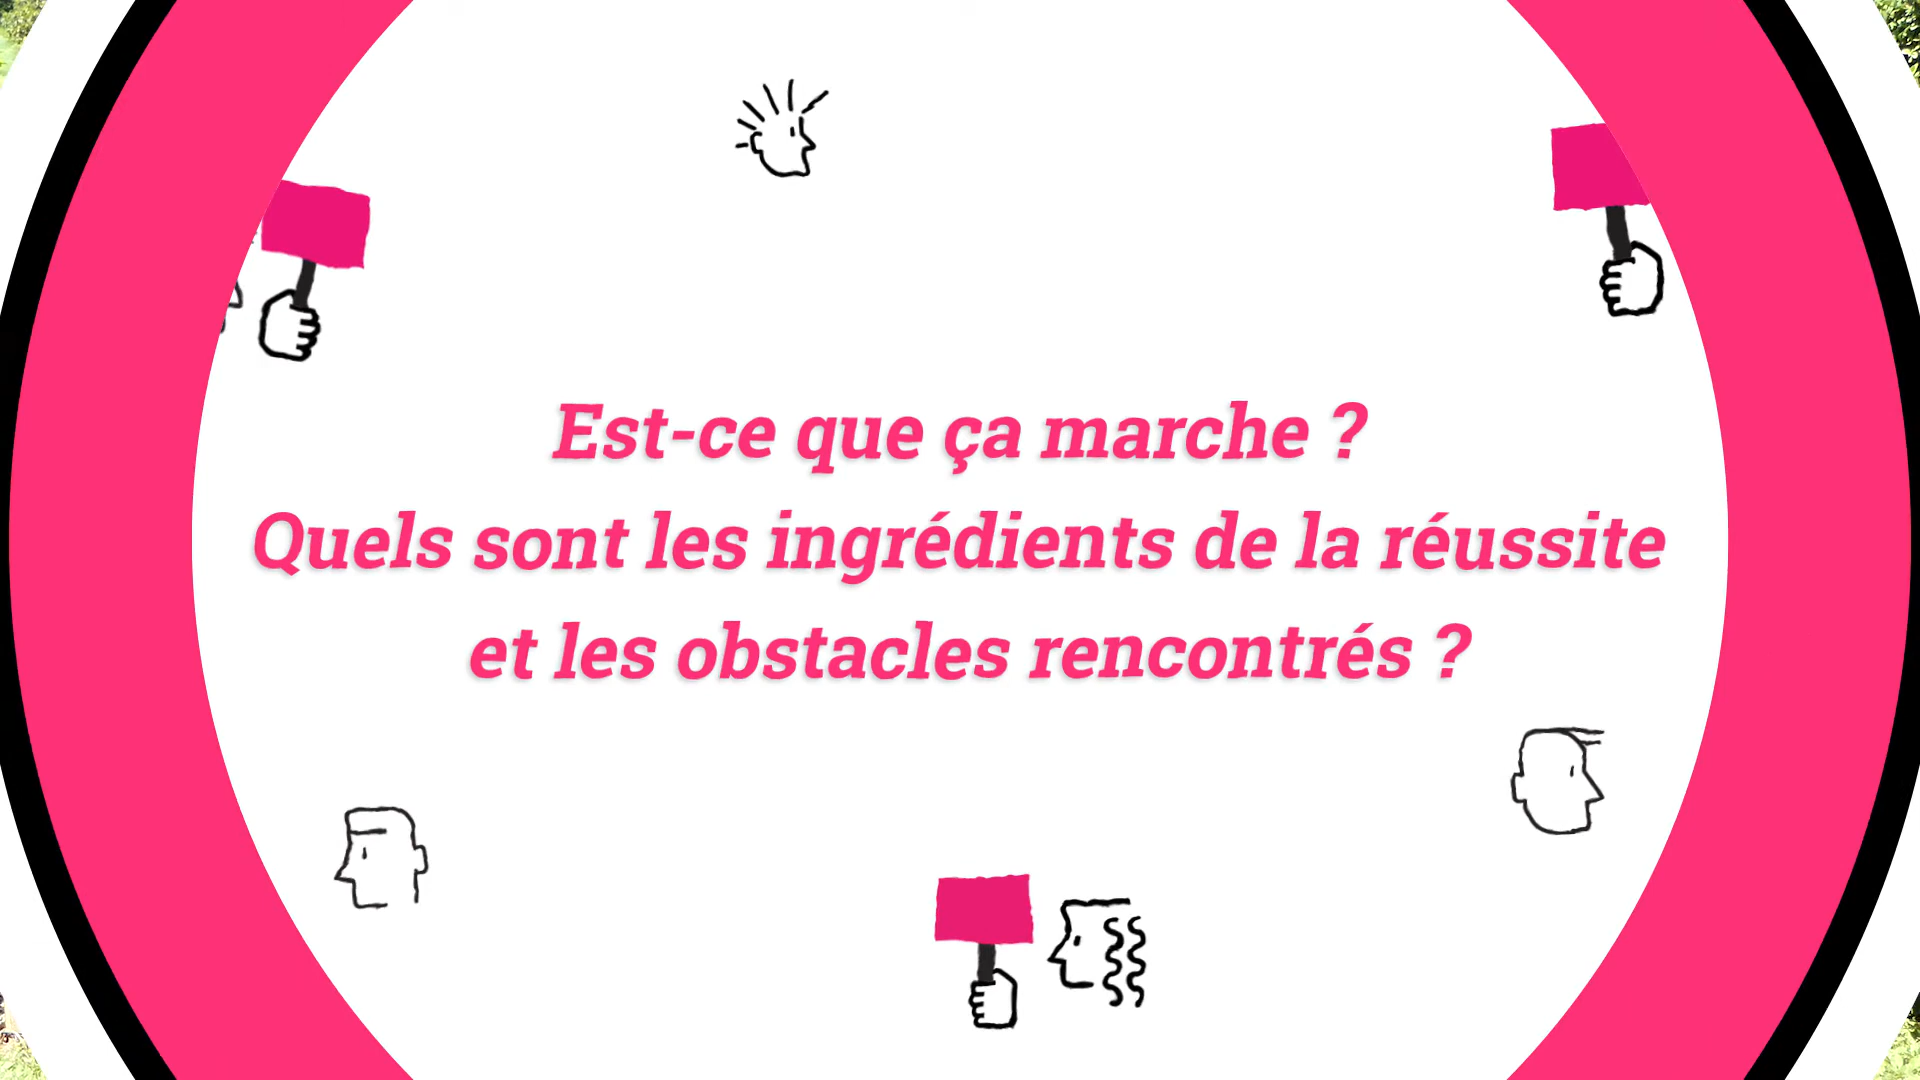 Est-ce que ça marche ?
Quels sont les ingrédients de la réussite
et les obstacles rencontrés ?